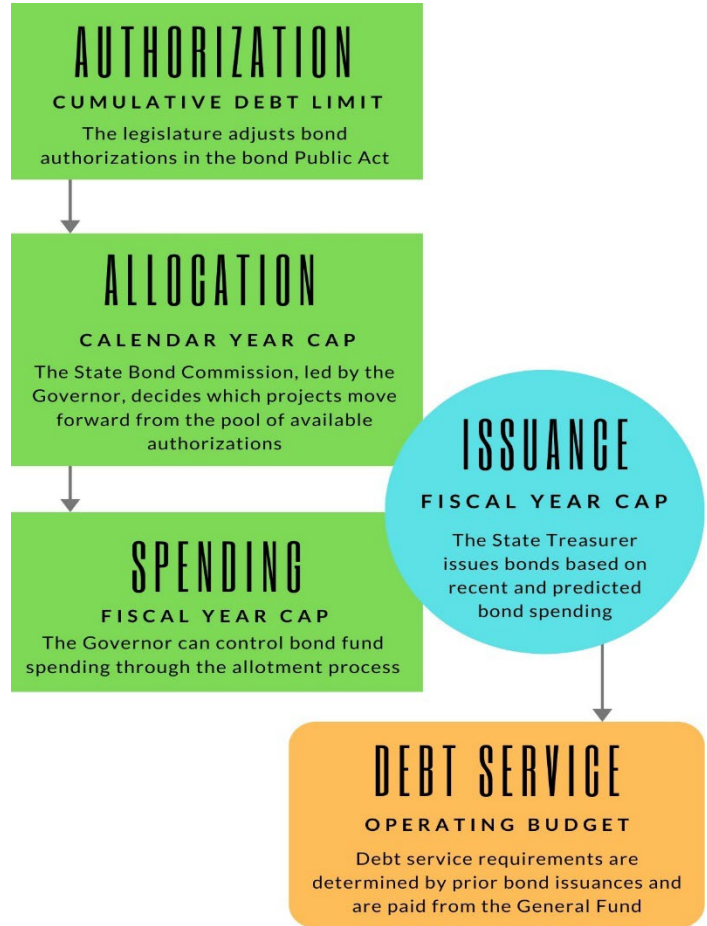 AUTHORIZATION
CUMULATIVE DEBT LIMIT
The legislature adjusts bond
authorizations in the bond Public Act
ALLOCATION
CALENDAR YEAR CAP
The State Bond Commission, led by the
Governor, decides which projects move
forward from the pool of available
authorizations
SPENDING
FISCAL YEAR CAP
The Governor can control bond fund
spending through the allotment process
ISSUANCE
FISCAL YEAR CAP
The State Treasurer
issues bonds based on
recent and predicted
bond spending
DEBT SERVICE
OPERATING BUDGET
Debt service requirements are
determined by prior bond issuances and
are paid from the General Fund